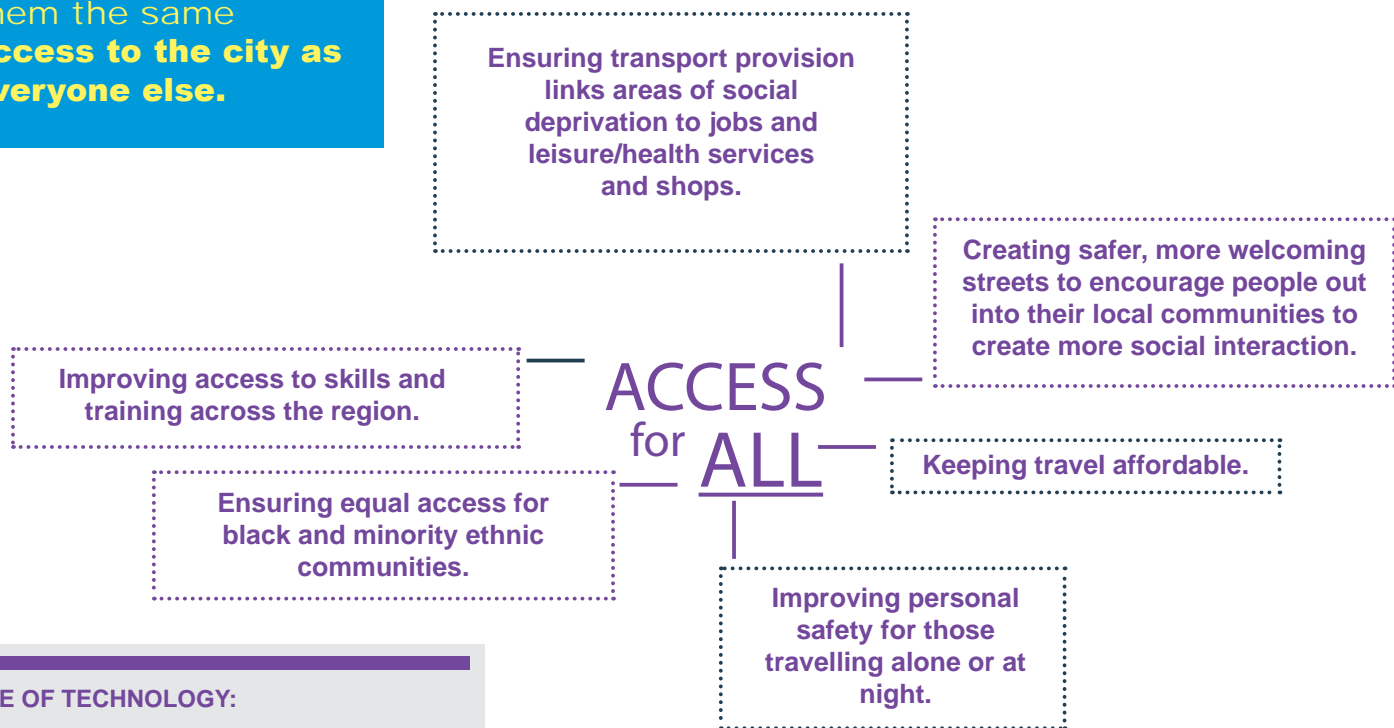 the same
to the city as
else.
Ensuring transport provision
links areas of social
deprivation to jobs and
leisure/health services
and shops.
Creating safer, more welcoming
streets to encourage people out
into their local communities to
create more social interaction.
Improving access to skills and
training across the region.
ACCESS
for ALL
Keeping travel affordable.
Ensuring equal access for
black and minority ethnic
communities.
Improving personal
safety for those
travelling alone or at
night.
OF TECHNOLOGY: